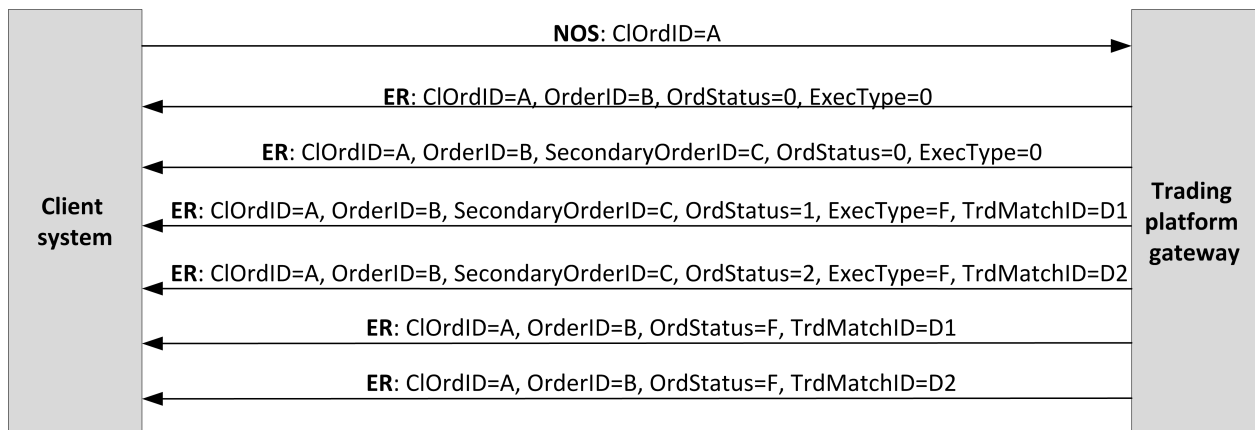 NOS: ClOrdID=A
ER: ClOrdID=A, OrderID=B, OrdStatus=0, ExecType=0
ER: ClOrdID=A, OrderID=B, SecondaryOrderID=C, OrdStatus=0, ExecType=0
ER: ClOrdID=A, OrderID=B, SecondaryOrderID=C, OrdStatus=1, ExecType=F, TrdMatchID=D1
ER: ClOrdID=A, OrderID=B, SecondaryOrderID=C, OrdStatus=2, ExecType=F, TrdMatchID=D2
ER: ClOrdID=A, OrderID=B, OrdStatus=F, TrdMatchID=D1
ER: ClOrdID=A, OrderID=B, OrdStatus=F, TrdMatchID=D2
Client
system
Trading
platform
gateway